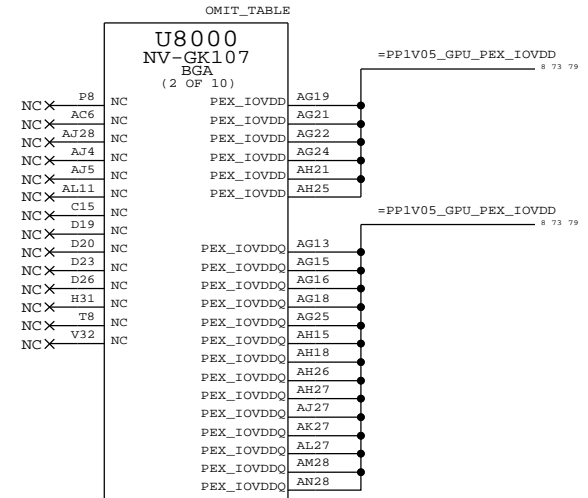 OMIT_TABLE
U8000
NV-GK107
BGA
(2 OF 10)
=PP1V05_GPU_PEX_IOVDD
8 73 79
NC P8 NC PEX_IOVDD AG19
NC AC6 NC PEX_IOVDD AG21
NC AJ28 NC PEX_IOVDD AG22
NC AJ4 NC PEX_IOVDD AG24
NC AJ5 NC PEX_IOVDD AH21
NC AL11 NC PEX_IOVDD AH25
NC C15 NC
=PP1V05_GPU_PEX_IOVDD
8 73 79
NC D19 NC
NC D20 NC PEX_IOVDDQ AG13
NC D23 NC PEX_IOVDDQ AG15
NC D26 NC PEX_IOVDDQ AG16
NC H31 NC PEX_IOVDDQ AG18
NC T8 NC PEX_IOVDDQ AG25
NC V32 NC PEX_IOVDDQ AH15
PEX_IOVDDQ AH18
PEX_IOVDDQ AH26
PEX_IOVDDQ AH27
PEX_IOVDDQ AJ27
PEX_IOVDDQ AK27
PEX_IOVDDQ AL27
PEX_IOVDDQ AM28
PEX_IOVDDQ AN28